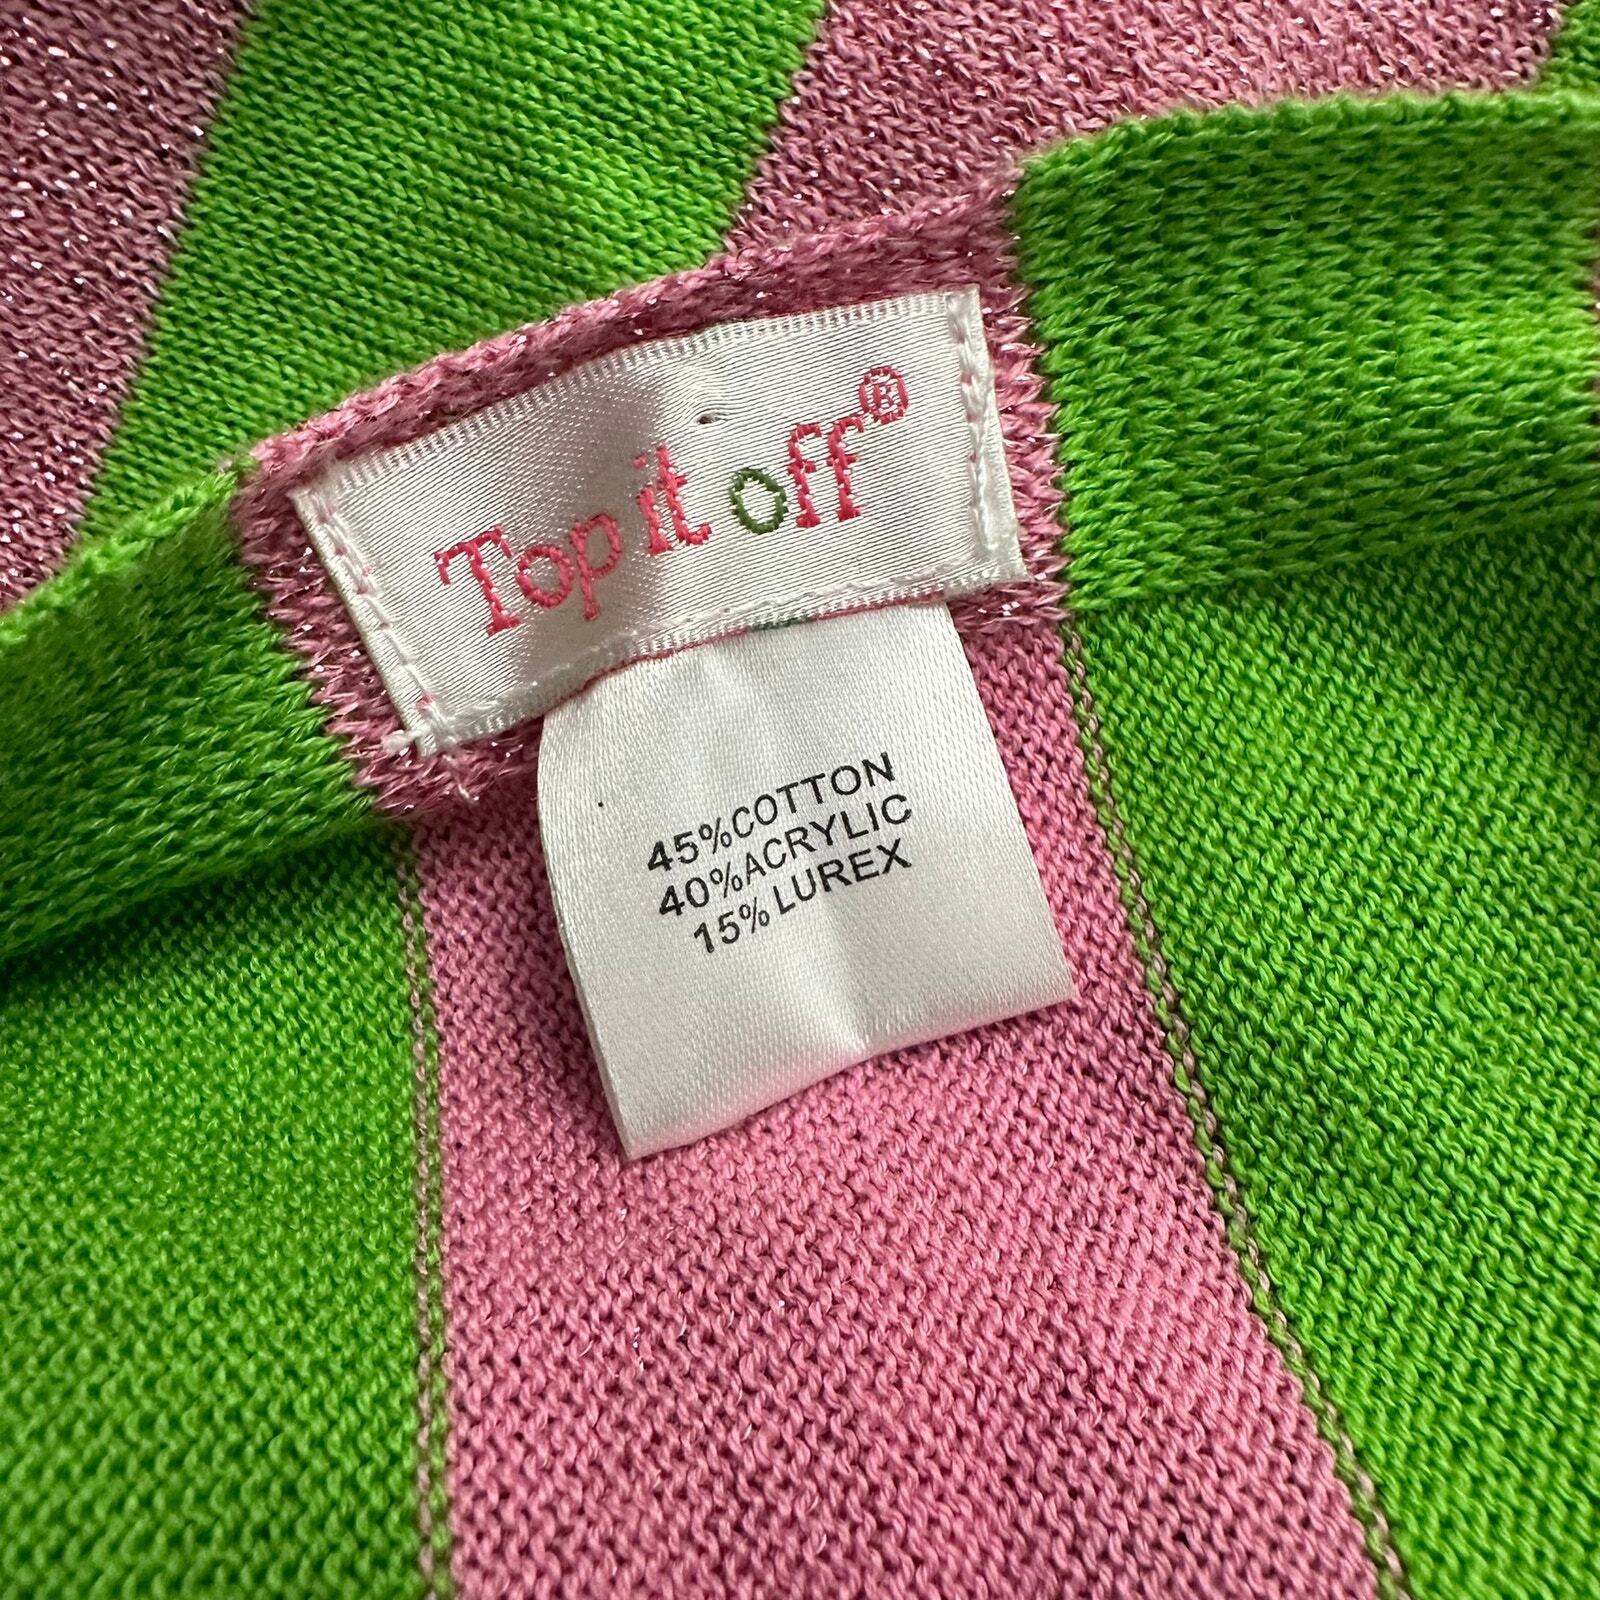 Top it off®
45%COTTON
40%ACRYLIC
15% LUREX